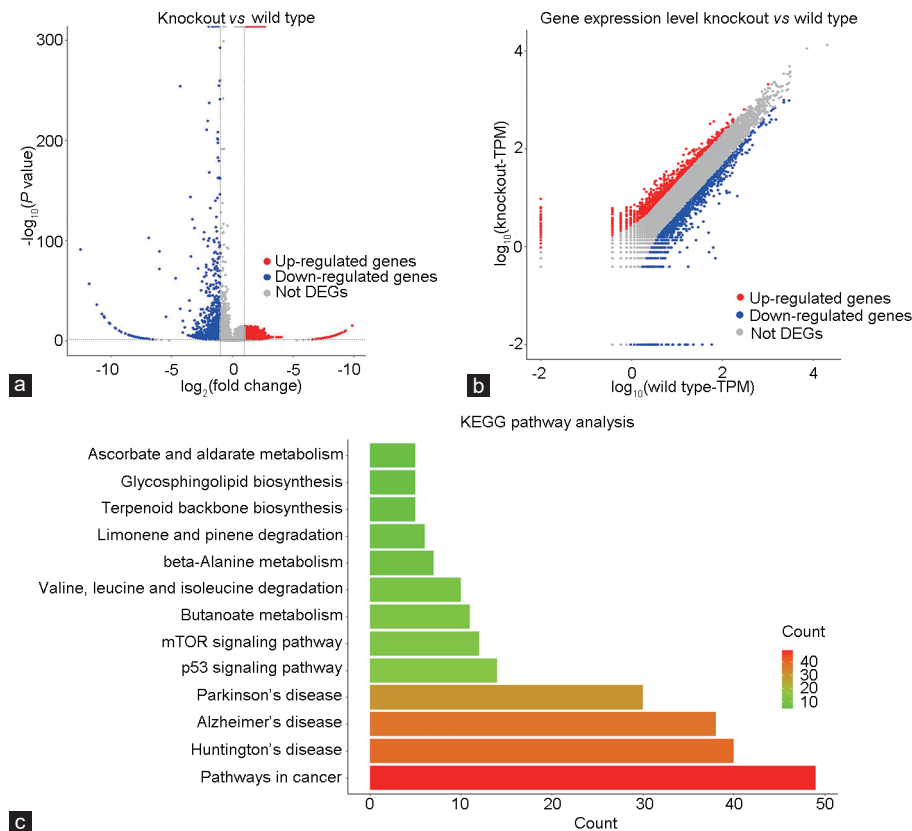 Knockout vs wild type
300
200
100
0
-log10(P value)
-10
-5
0
-5
-10
log2(fold change)
Up-regulated genes
Down-regulated genes
Not DEGs
a
Gene expression level knockout vs wild type
4
2
0
-2
log10(knockout-TPM)
-2
0
2
4
log10(wild type-TPM)
Up-regulated genes
Down-regulated genes
Not DEGs
b
KEGG pathway analysis
Ascorbate and aldarate metabolism
Glycosphingolipid biosynthesis
Terpenoid backbone biosynthesis
Limonene and pinene degradation
beta-Alanine metabolism
Valine, leucine and isoleucine degradation
Butanoate metabolism
mTOR signaling pathway
p53 signaling pathway
Parkinson's disease
Alzheimer's disease
Huntington's disease
Pathways in cancer
0
10
20
30
40
50
Count
Count
40
30
20
10
c